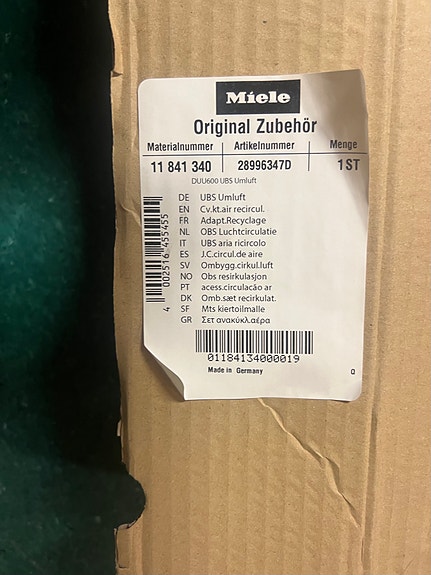 Miele
Original Zubehör
Materialnummer Artikelnummer Menge
11 841 340 28996347D 1 ST
DUU600 UBS Umluft
DE UBS Umluft
EN Cv.kt.air recircul.
FR Adapt.Recyclage
NL OBS Luchtcirculatie
IT UBS aria ricircolo
ES J.C.circul.de aire
SV Ombygg.cirkul.luft
NO Obs resirkulasjon
PT acess.circulacão ar
DK Omb.sæt recirkulat.
SF Mts kiertoilmalle
GR Σετ ανακύκλ.αέρα
4 002516 455455
01184134000019
Made in Germany
Q